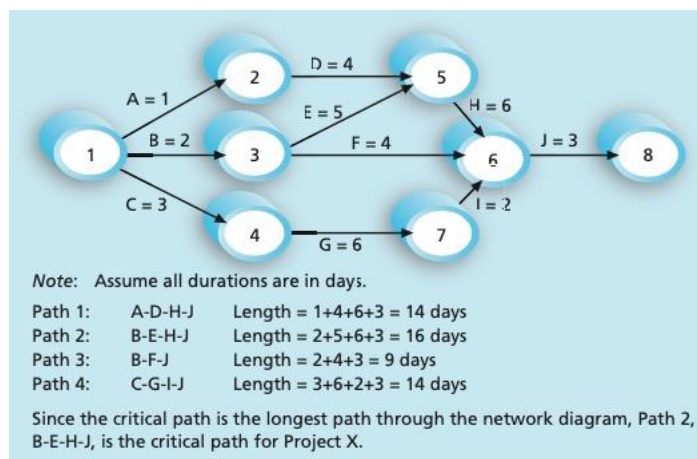 D = 4
2
5
A = 1
E = 5
H = 6
B = 2
F = 4
J = 3
1
3
6
8
C = 3
I = 2
4
7
G = 6
Note: Assume all durations are in days.
Path 1: A-D-H-J Length = 1+4+6+3 = 14 days
Path 2: B-E-H-J Length = 2+5+6+3 = 16 days
Path 3: B-F-J Length = 2+4+3 = 9 days
Path 4: C-G-I-J Length = 3+6+2+3 = 14 days
Since the critical path is the longest path through the network diagram, Path 2,
B-E-H-J, is the critical path for Project X.